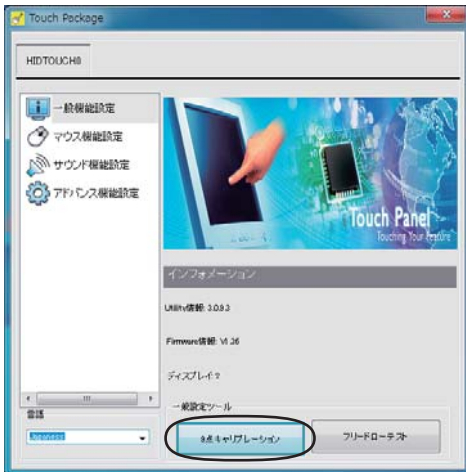 Touch Package
HIDTOUCH0
一般機能設定
マウス機能設定
サウンド機能設定
アドバンス機能設定
Touch Panel
Touching Your Feature
インフォメーション
Utility情報: 3.0.9.3
Firmware情報: V1.26
ディスプレイ: ?
一般設定ツール
言語
Japanese
9点キャリブレーション
フリードローテスト